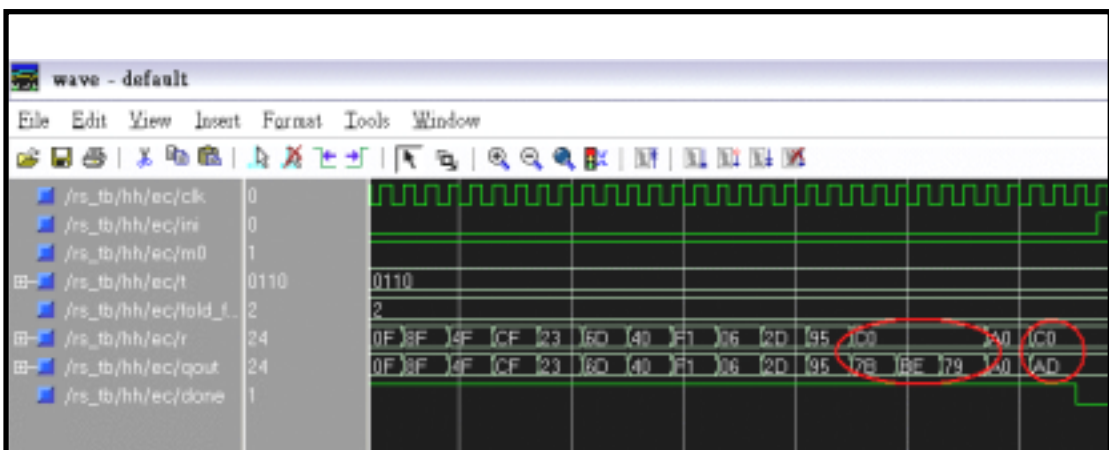 wave - default
File Edit View Insert Format Tools Window
/rs_tb/hh/ec/clk 0
/rs_tb/hh/ec/ini 0
/rs_tb/hh/ec/m0 1
/rs_tb/hh/ec/t 0110 0110
/rs_tb/hh/ec/fold_f... 2 2
/rs_tb/hh/ec/r 24 0F 8F 4F CF 23 6D 40 F1 06 2D 95 C0 A0 C0
/rs_tb/hh/ec/qout 24 0F 8F 4F CF 23 6D 40 F1 06 2D 95 7B BE 79 A0 AD
/rs_tb/hh/ec/done 1